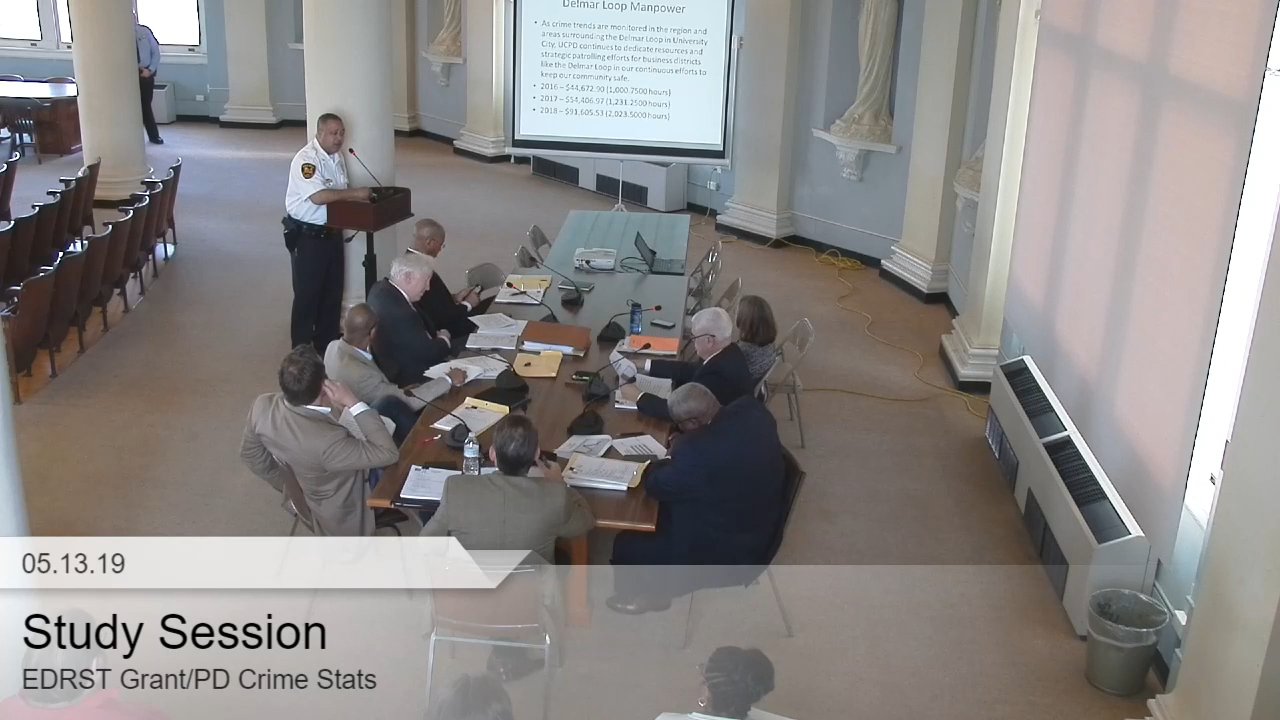 Delmar Loop Manpower
• As crime trends are monitored in the region and
areas surrounding the Delmar Loop in University
City, UCPD continues to dedicate resources and
strategic patrolling efforts for business districts
like the Delmar Loop in our continuous efforts to
keep our community safe.
• 2016 – $44,672.90 (1,000.7500 hours)
• 2017 – $54,406.97 (1,231.2500 hours)
• 2018 – $91,605.53 (2,023.5000 hours)
05.13.19
Study Session
EDRST Grant/PD Crime Stats